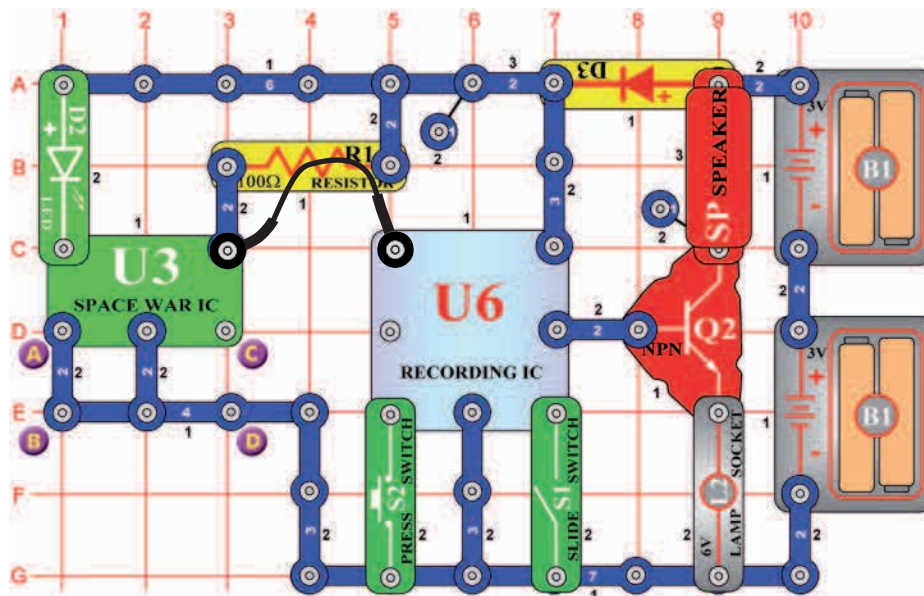 1 2 3 4 5 6 7 8 9 10
A
B
C
D
E
F
G
D2
+
LED
2
1
6
2
2
1
2
3
2
D3
+
1
2
2
3V
+
-
B1
1
R1
100Ω
RESISTOR
2
2
1
1
3
2
SP
SPEAKER
3
1
2
U3
SPACE WAR IC
U6
RECORDING IC
2
2
NPN
Q2
1
2
2
3V
+
-
B1
1
A
B
C
D
2
2
2
2
4
1
3
2
S2
PRESS
SWITCH
2
3
2
S1
SLIDE
SWITCH
2
L2
6V
LAMP
SOCKET
2
2
2
7
1